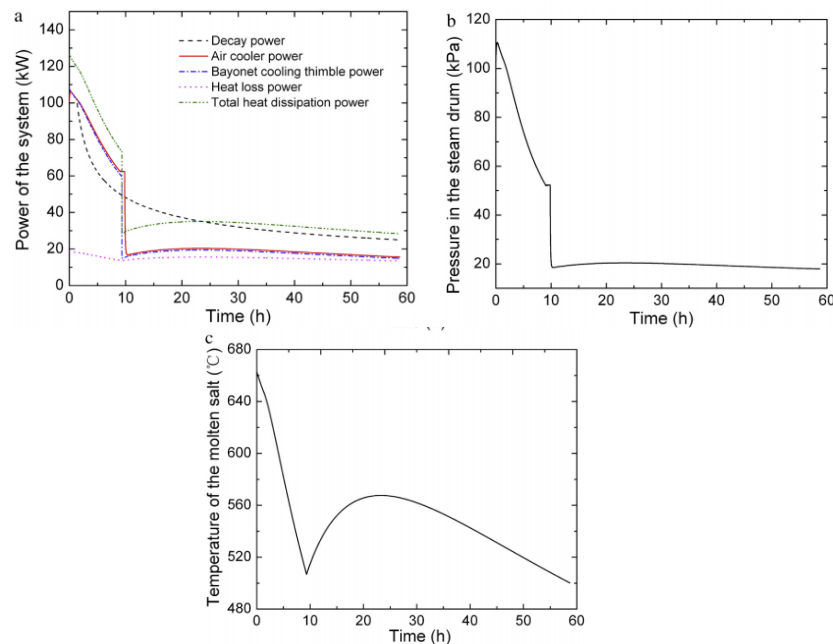 a
Power of the system (kW)
140
120
100
80
60
40
20
0
Decay power
Air cooler power
Bayonet cooling thimble power
Heat loss power
Total heat dissipation power
0 10 20 30 40 50 60
Time (h)
b
Pressure in the steam drum (kPa)
120
100
80
60
40
20
0 10 20 30 40 50 60
Time (h)
c
Temperature of the molten salt (℃)
680
640
600
560
520
480
0 10 20 30 40 50 60
Time (h)